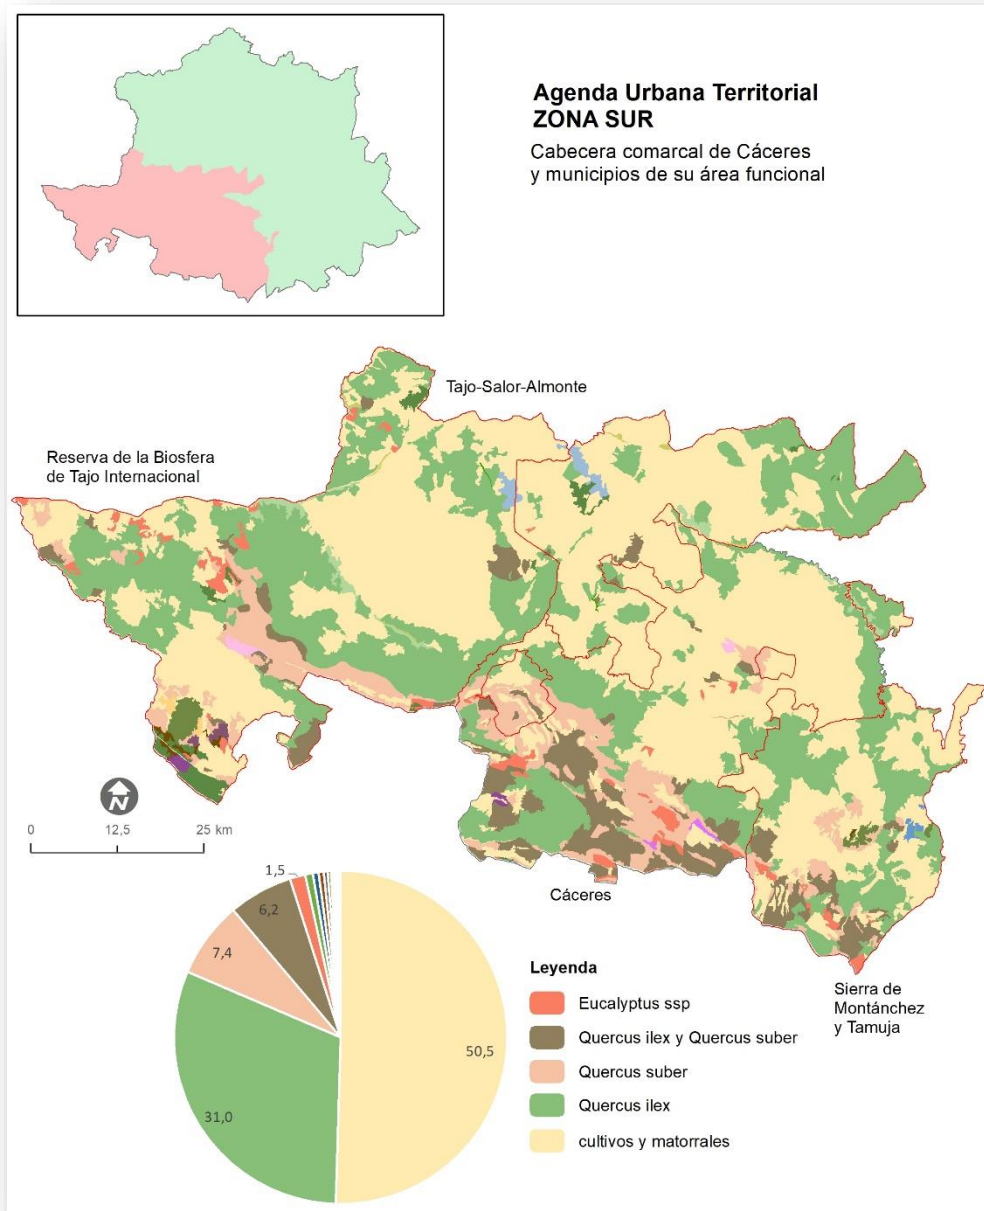 Agenda Urbana Territorial
ZONA SUR
Cabecera comarcal de Cáceres
y municipios de su área funcional
Tajo-Salor-Almonte
Reserva de la Biosfera
de Tajo Internacional
N
0 12,5 25 km
Cáceres
Sierra de
Montánchez
y Tamuja
1,5
6,2
7,4
50,5
31,0
Leyenda
Eucalyptus ssp
Quercus ilex y Quercus suber
Quercus suber
Quercus ilex
cultivos y matorrales